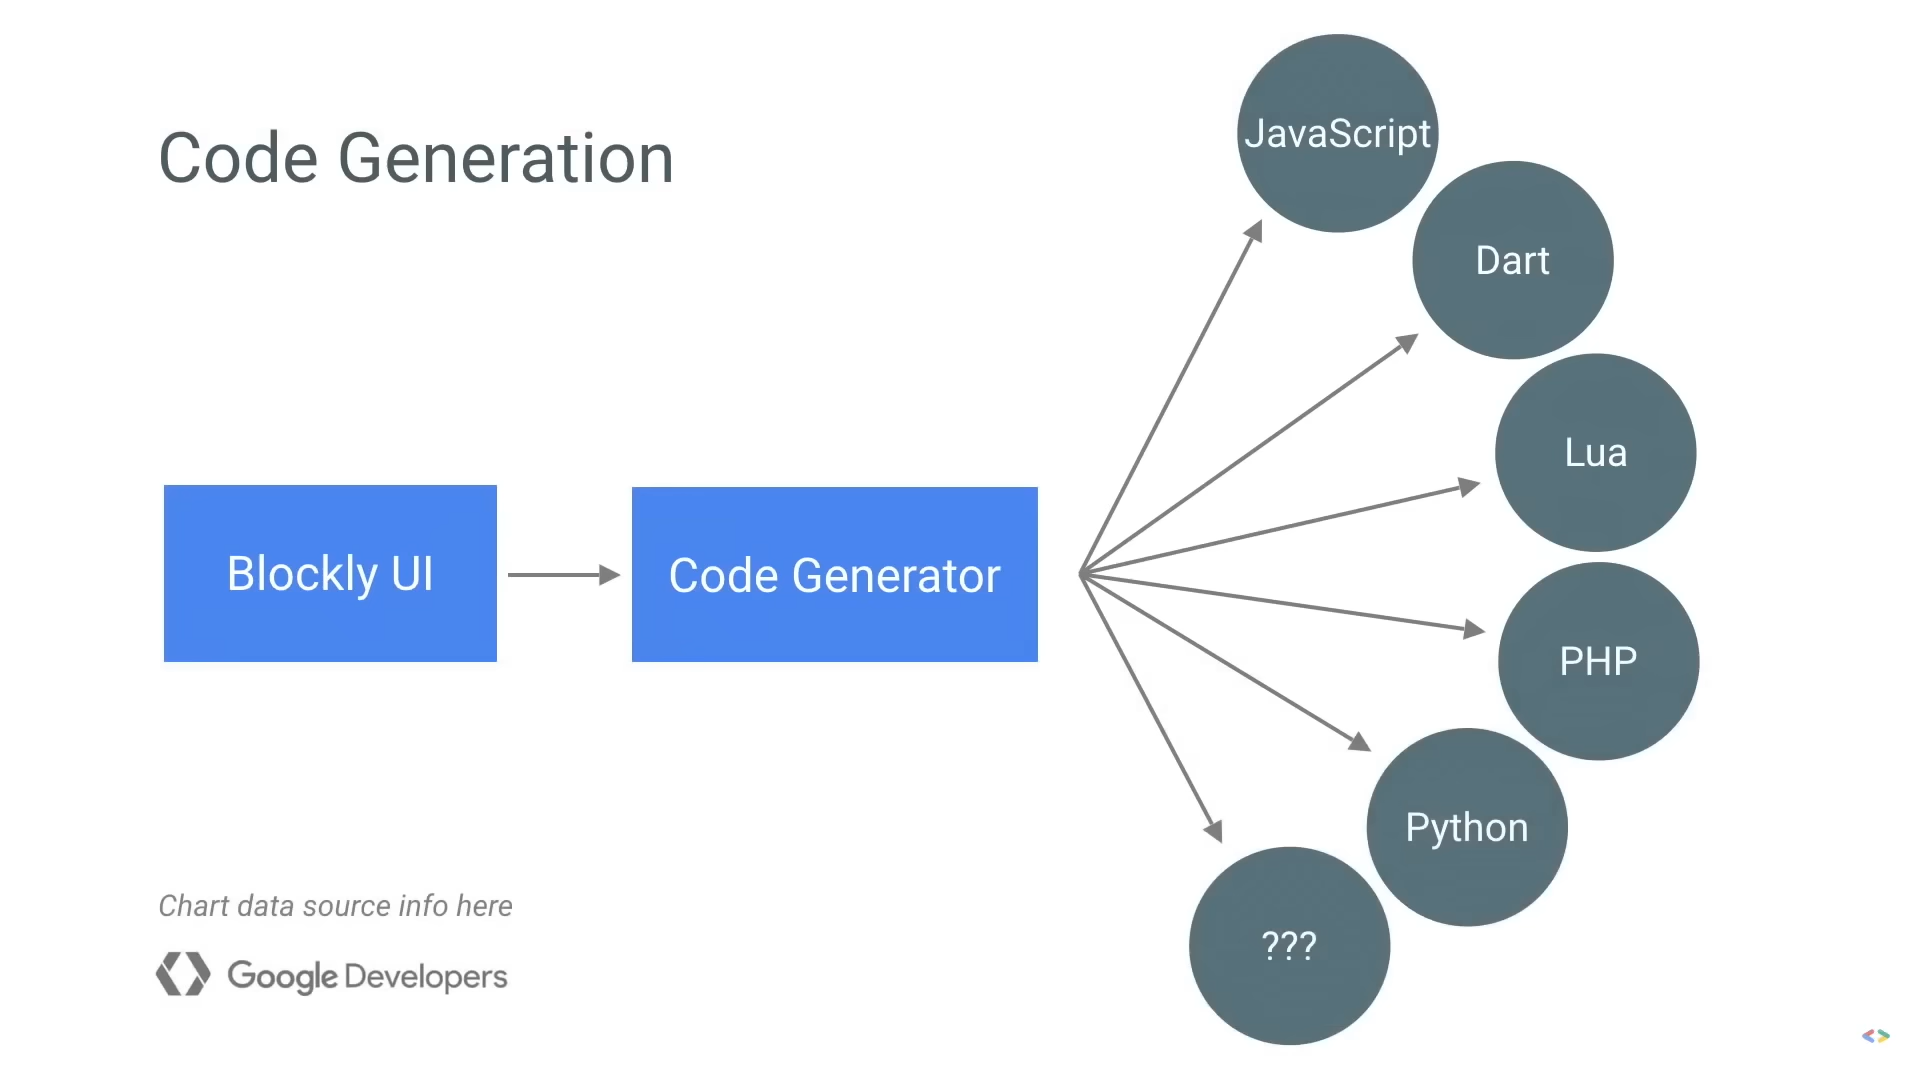 Code Generation
JavaScript
Dart
Lua
Blockly UI
Code Generator
PHP
Python
???
Chart data source info here
Google Developers